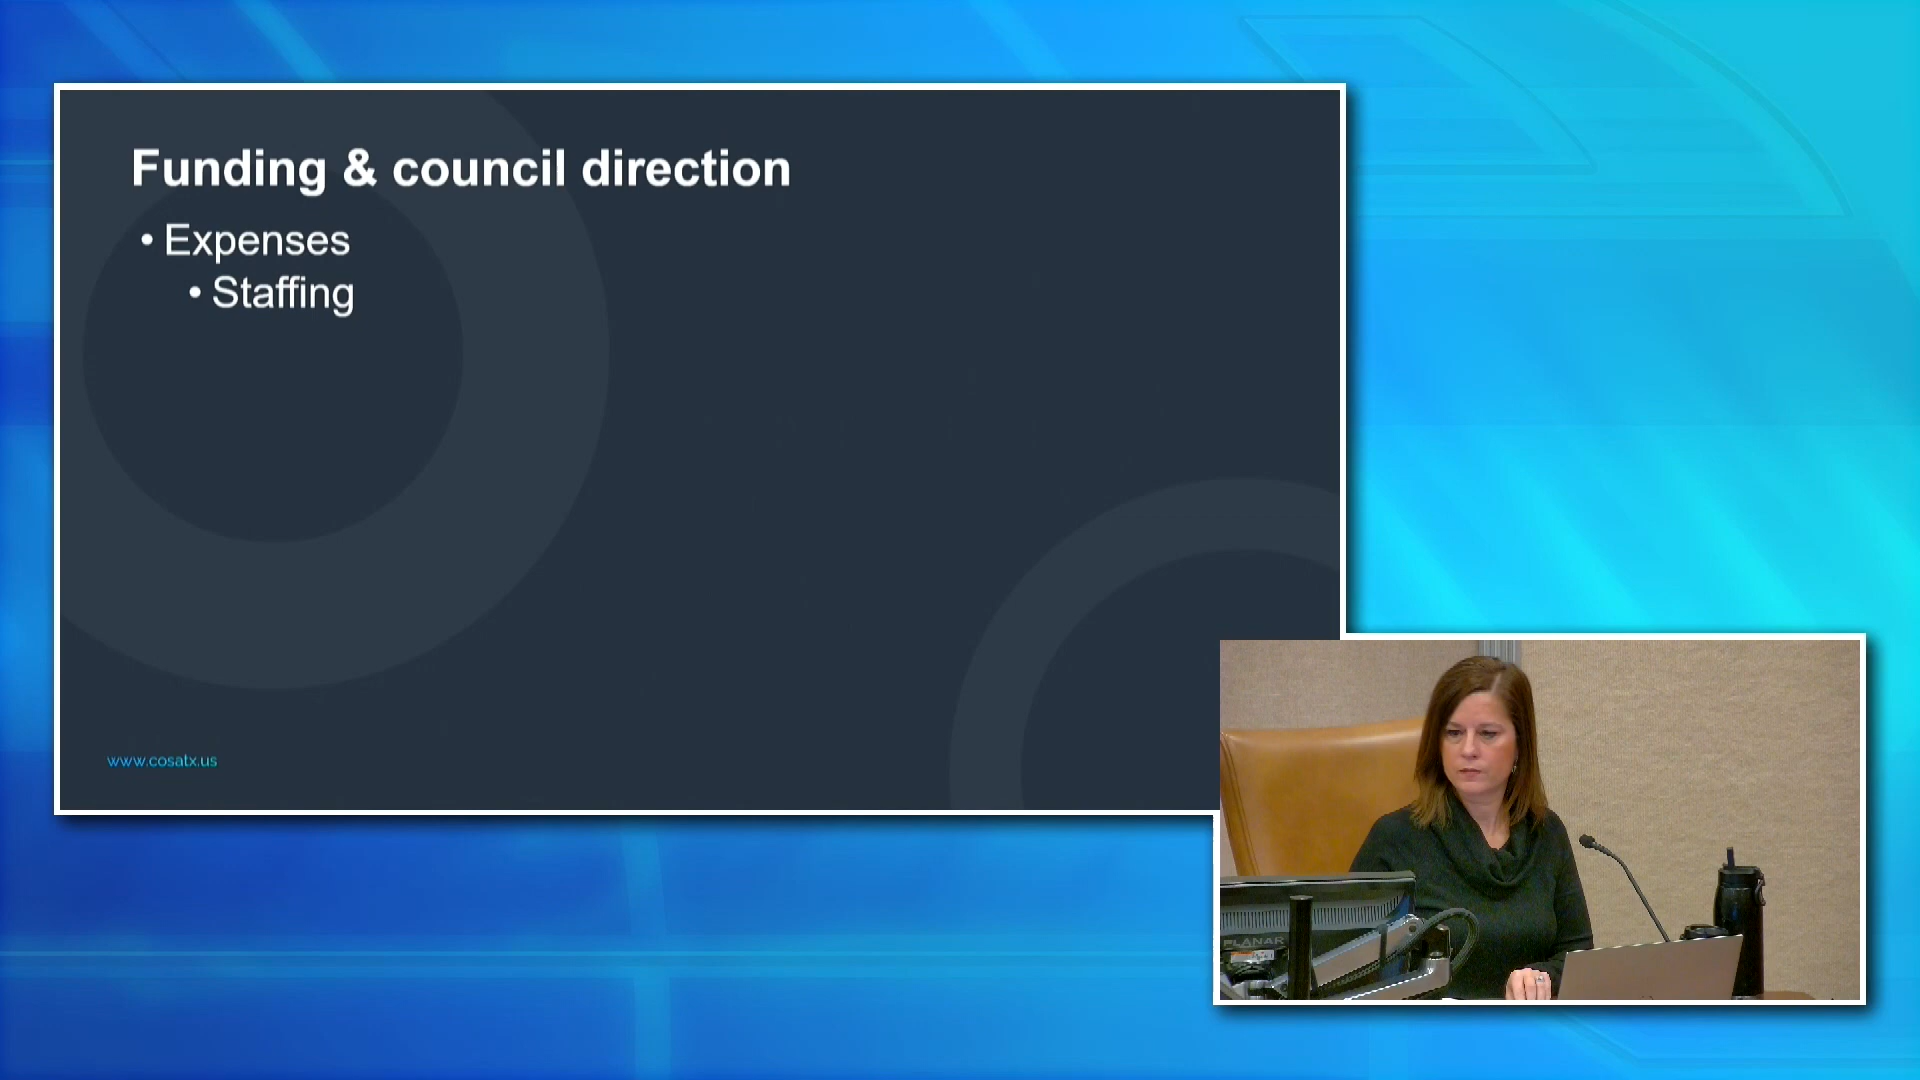 Funding & council direction
• Expenses
• Staffing
www.cosatx.us
PLANAR